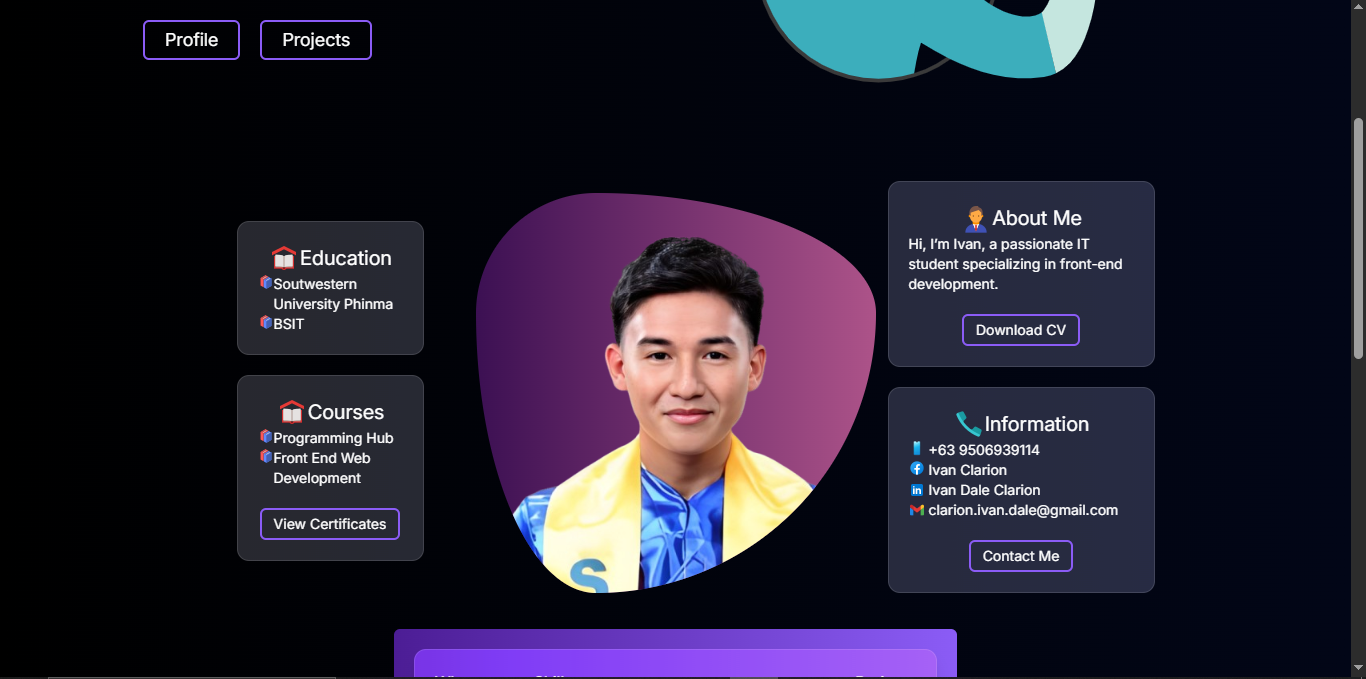 Profile
Projects
Education
Soutwestern
University Phinma
BSIT
Courses
Programming Hub
Front End Web
Development
View Certificates
S
About Me
Hi, I'm Ivan, a passionate IT
student specializing in front-end
development.
Download CV
Information
+63 9506939114
Ivan Clarion
Ivan Dale Clarion
clarion.ivan.dale@gmail.com
Contact Me